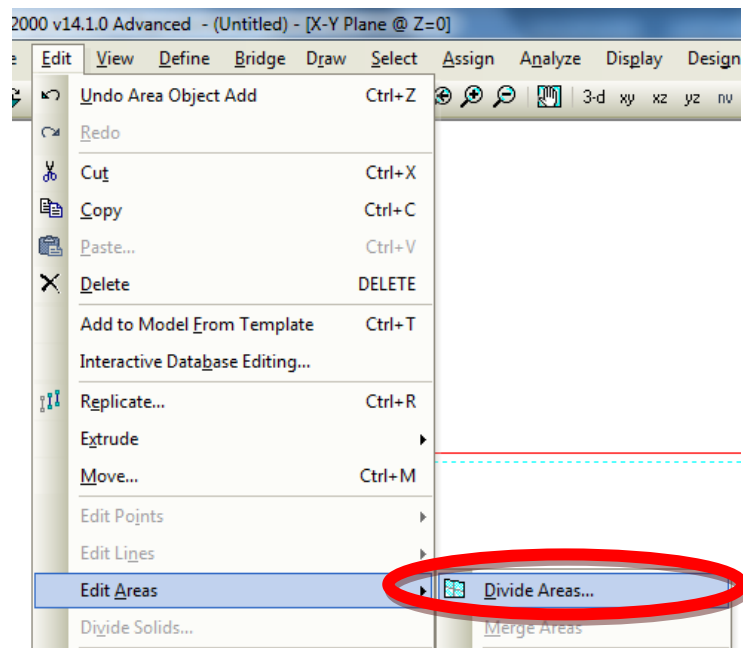 2000 v14.1.0 Advanced - (Untitled) - [X-Y Plane @ Z=0]
Edit View Define Bridge Draw Select Assign Analyze Display Design
Undo Area Object Add Ctrl+Z 3-d xy xz yz nv
Redo
Cut Ctrl+X
Copy Ctrl+C
Paste... Ctrl+V
Delete DELETE
Add to Model From Template Ctrl+T
Interactive Database Editing...
Replicate... Ctrl+R
Extrude
Move... Ctrl+M
Edit Points
Edit Lines
Edit Areas Divide Areas...
Divide Solids... Merge Areas